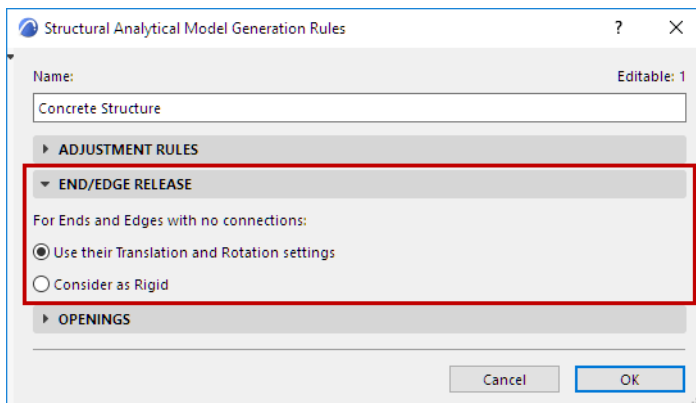 Structural Analytical Model Generation Rules ?
Name: Editable: 1
Concrete Structure
ADJUSTMENT RULES
END/EDGE RELEASE
For Ends and Edges with no connections:
Use their Translation and Rotation settings
Consider as Rigid
OPENINGS
Cancel OK